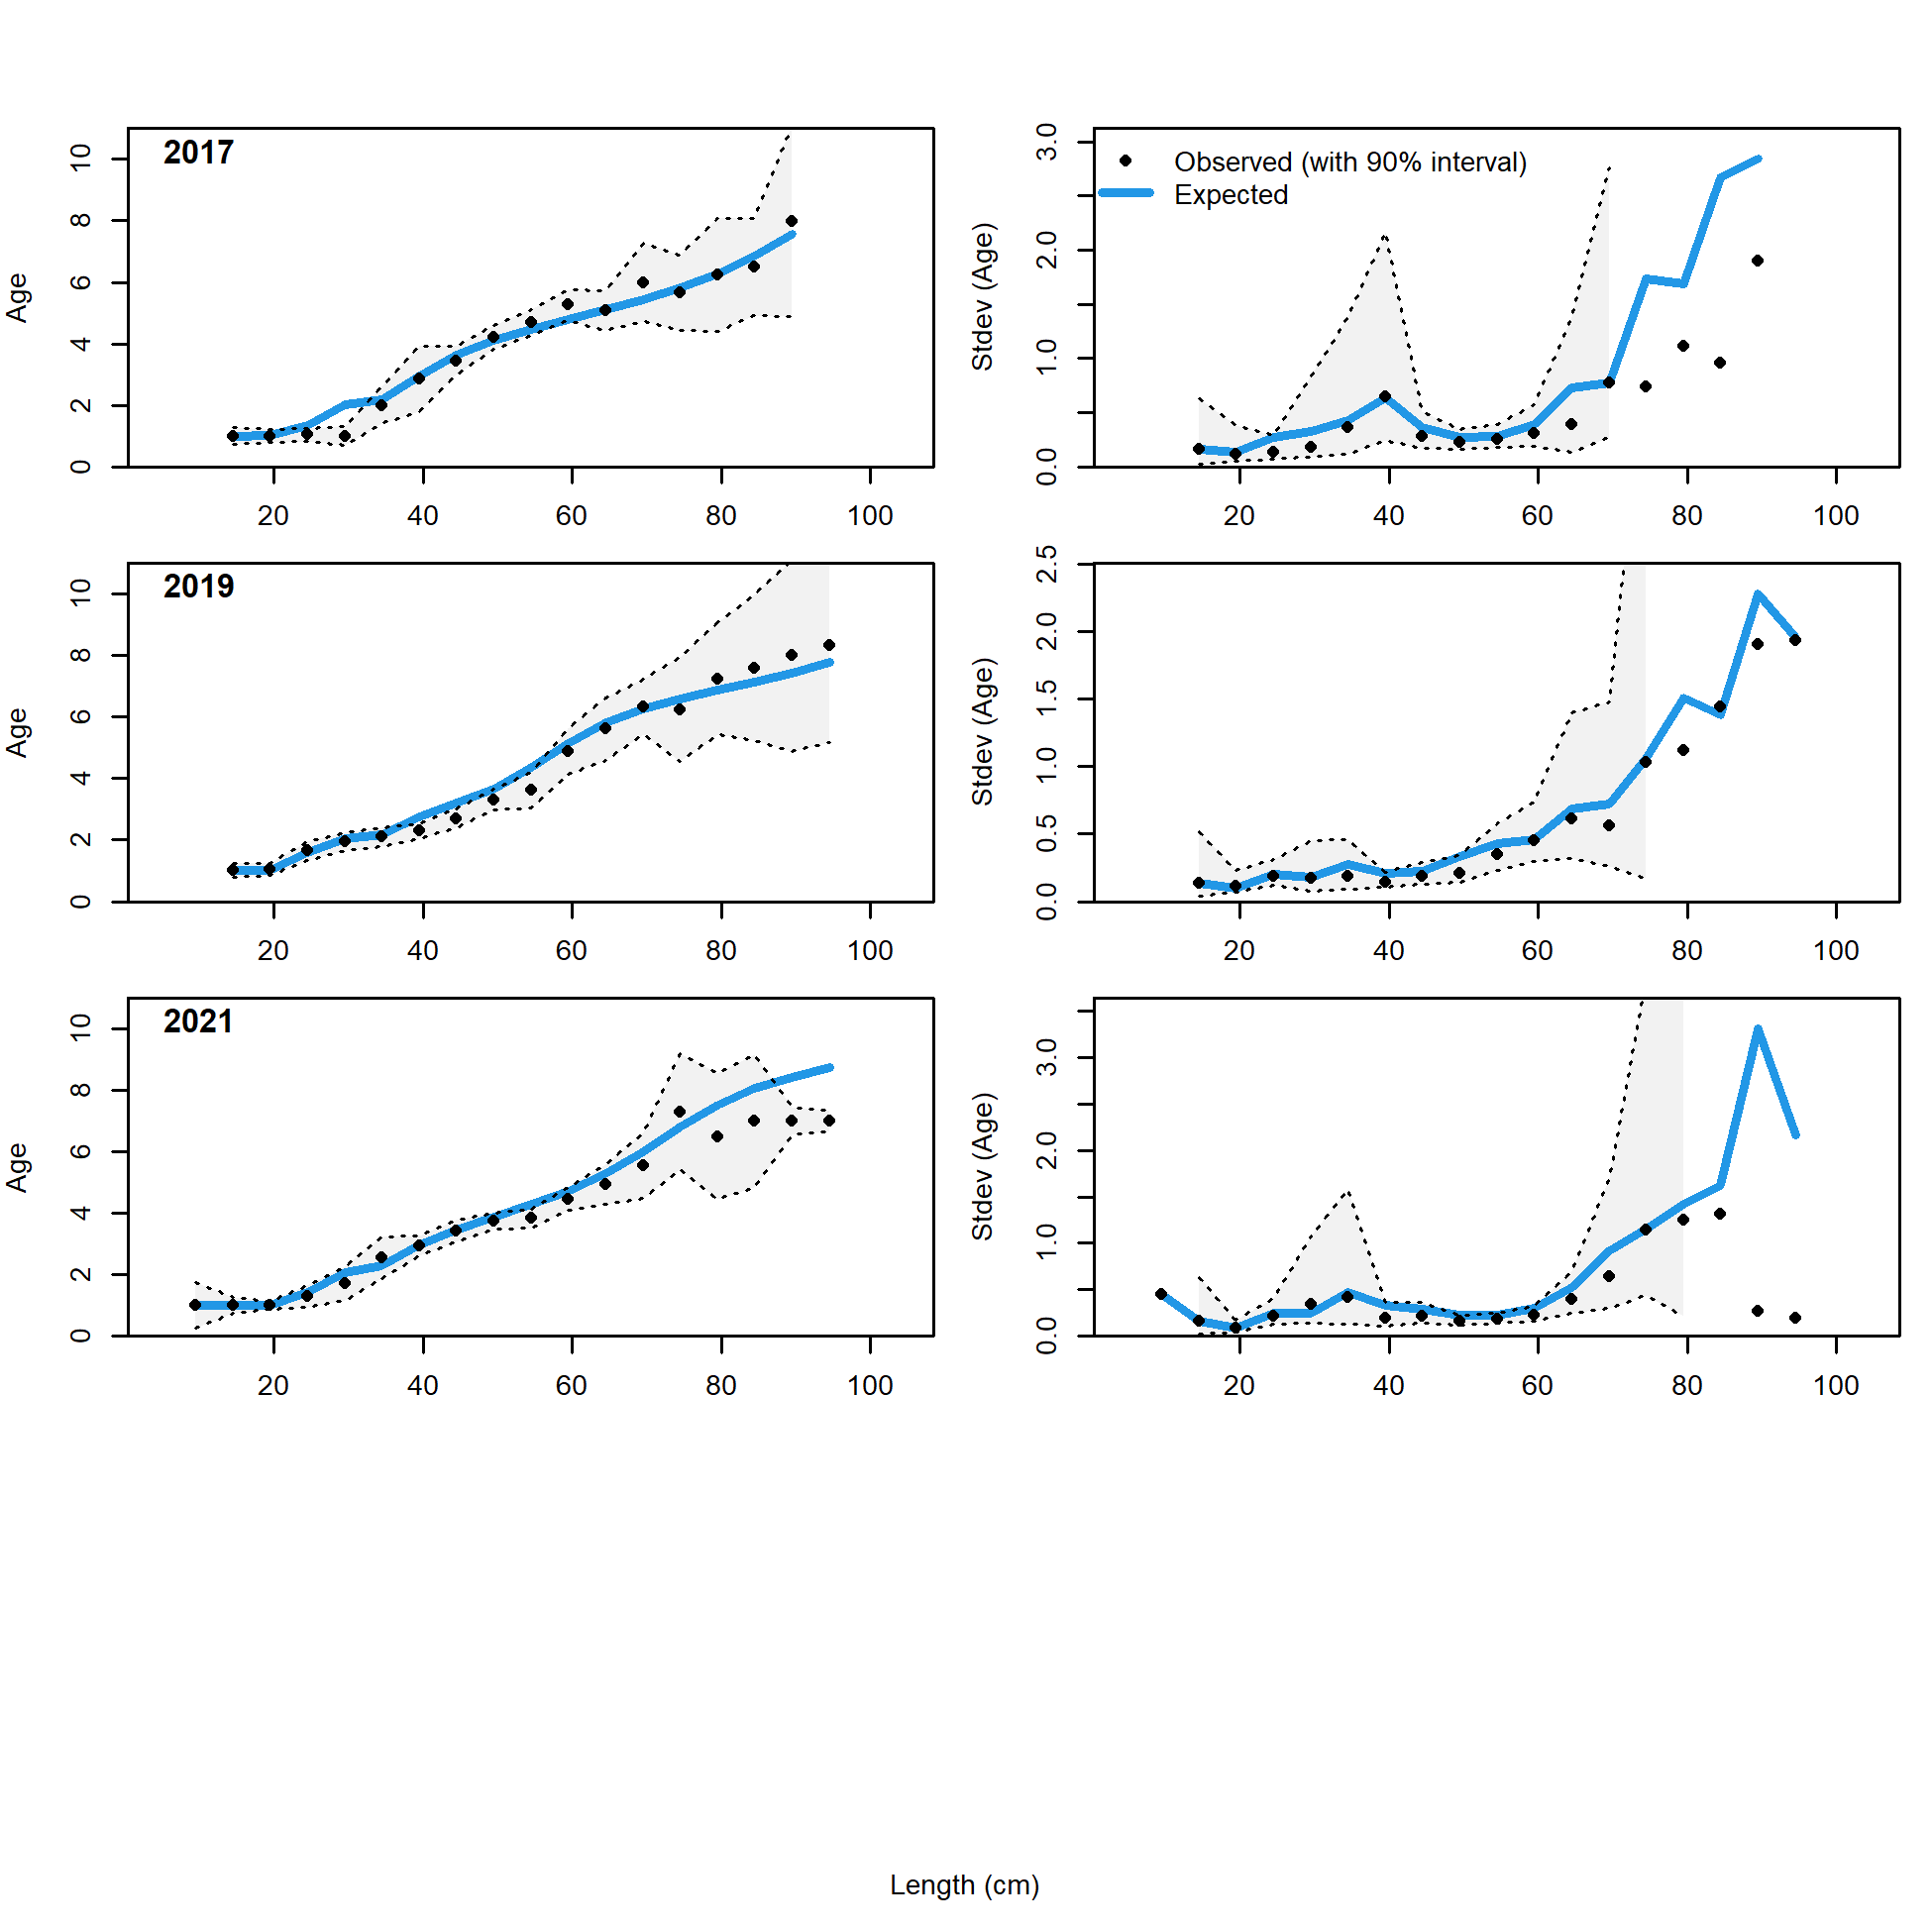 2017
Age
0 2 4 6 8 10
20 40 60 80 100
Observed (with 90% interval)
Expected
Stdev (Age)
0.0 1.0 2.0 3.0
20 40 60 80 100
2019
Age
0 2 4 6 8 10
20 40 60 80 100
Stdev (Age)
0.0 0.5 1.0 1.5 2.0 2.5
20 40 60 80 100
2021
Age
0 2 4 6 8 10
20 40 60 80 100
Stdev (Age)
0.0 1.0 2.0 3.0
20 40 60 80 100
Length (cm)